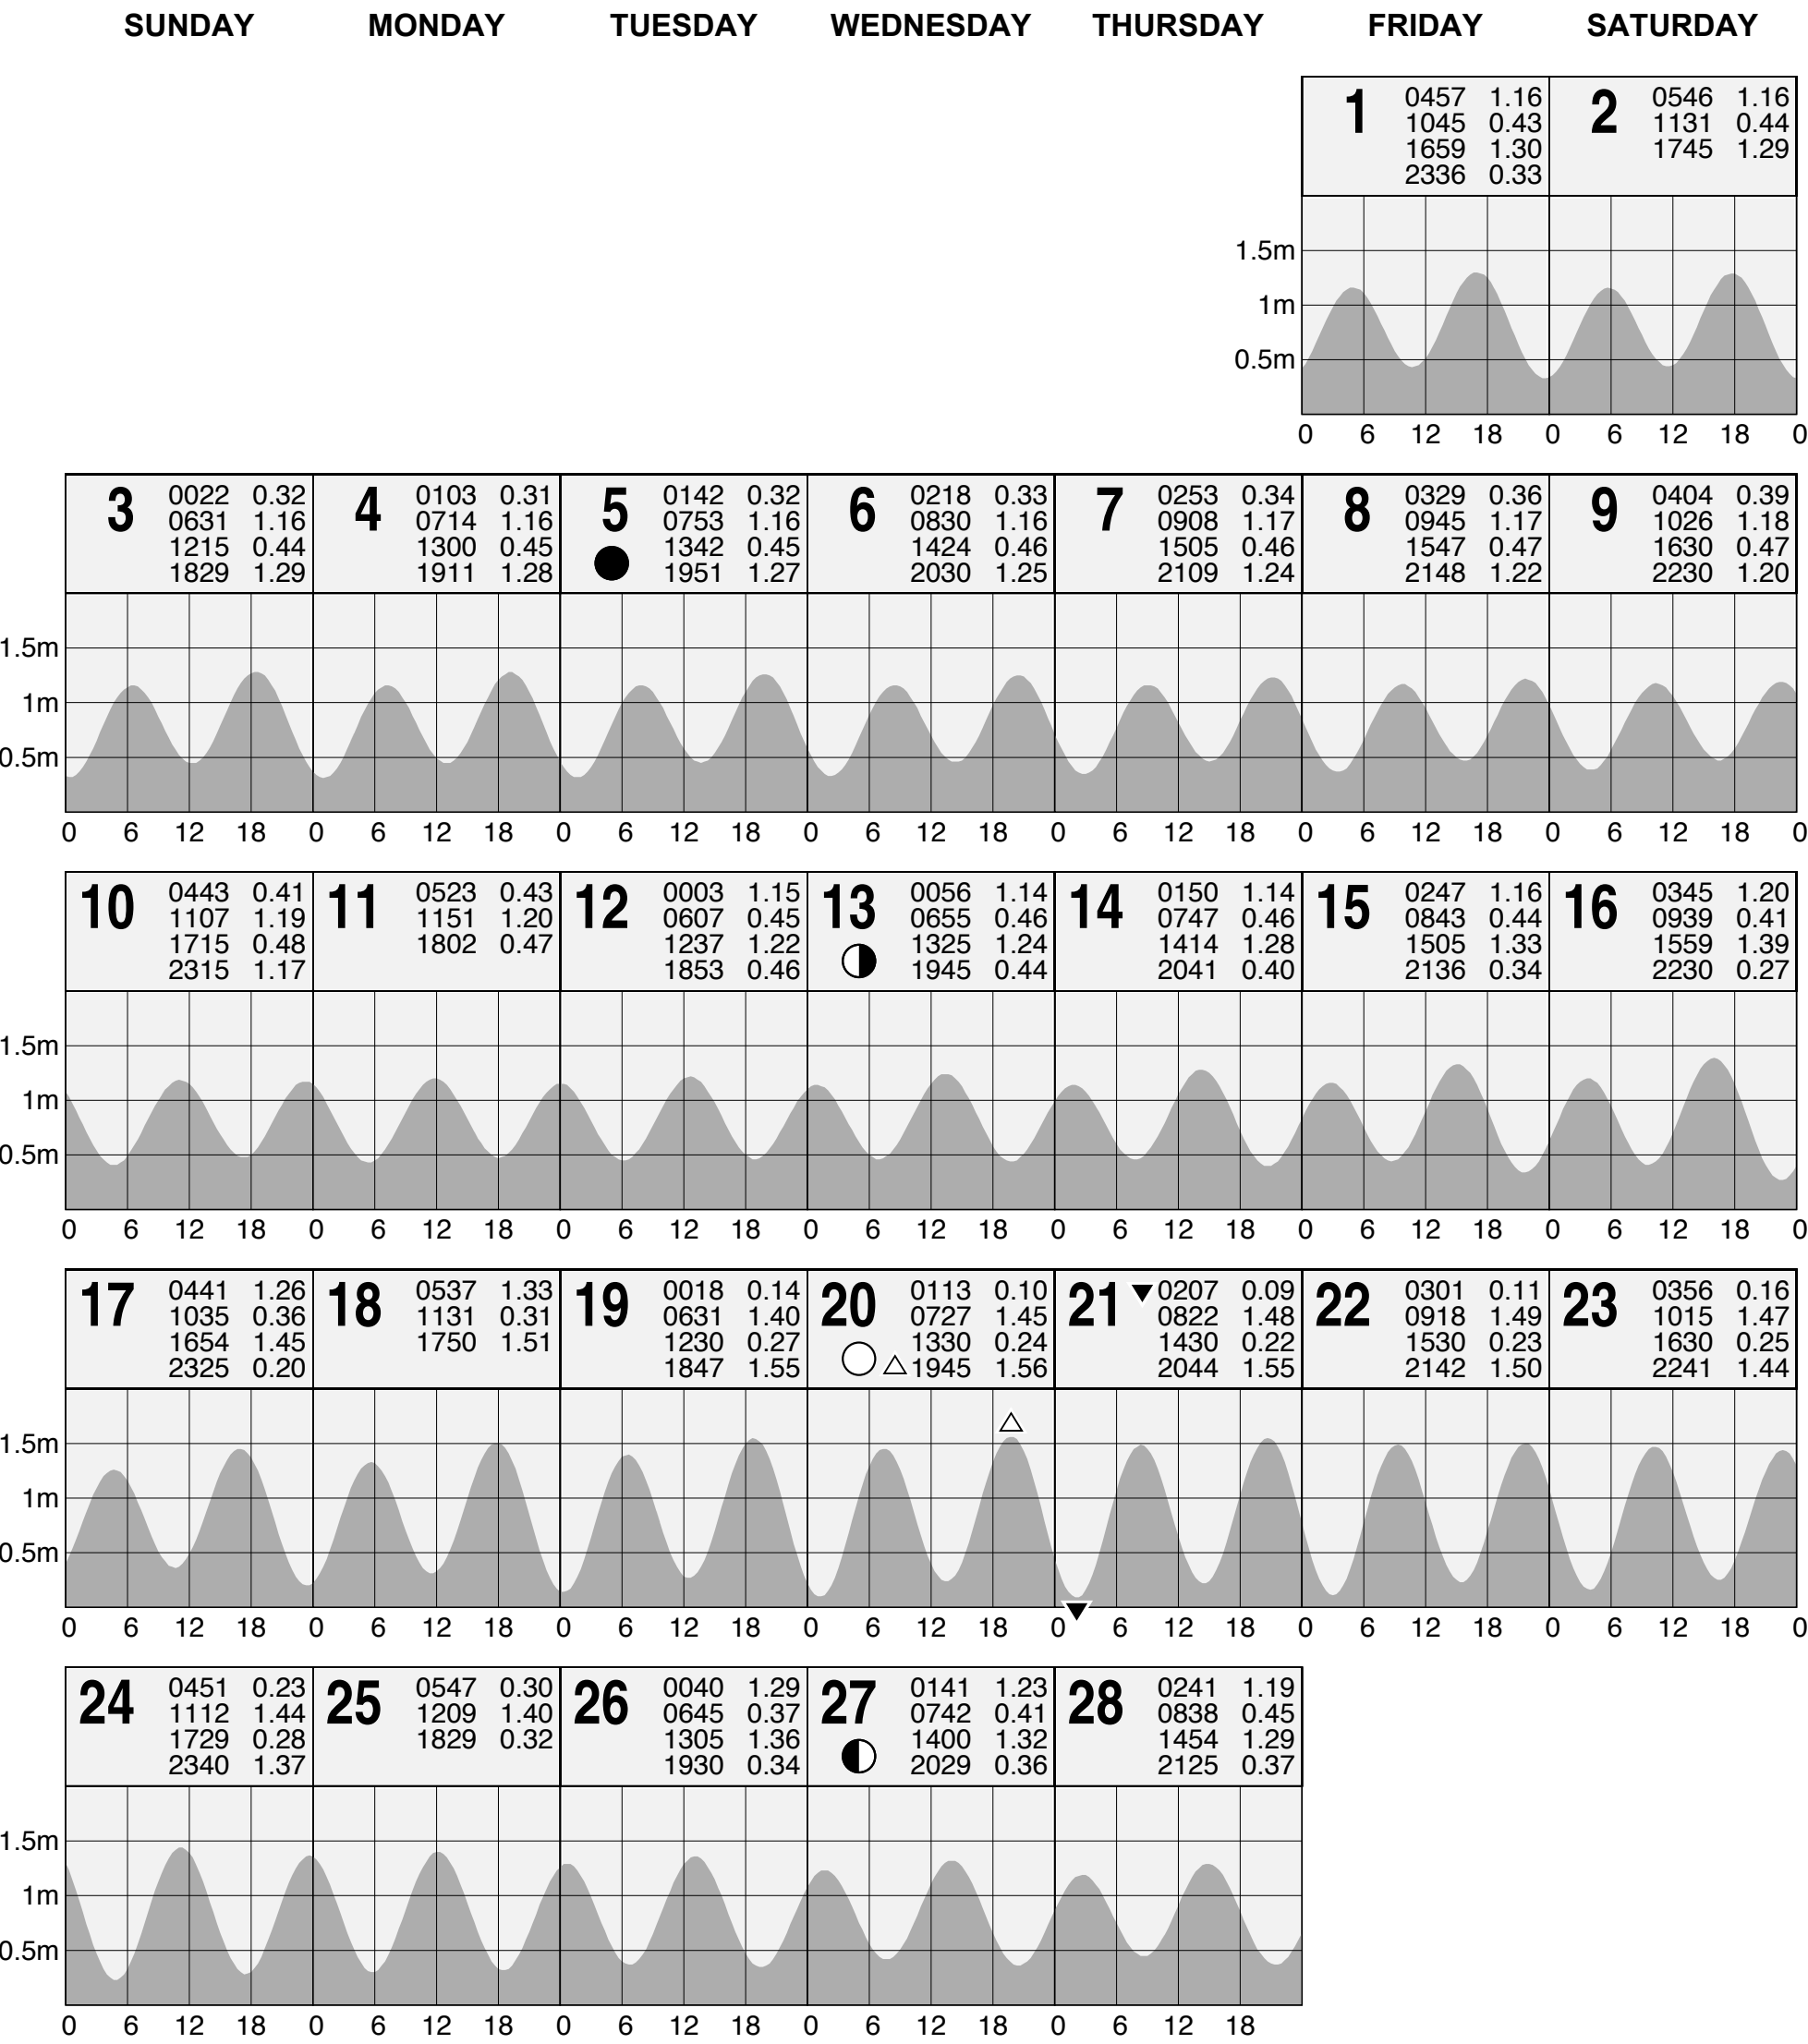 SUNDAY MONDAY TUESDAY WEDNESDAY THURSDAY FRIDAY SATURDAY
1 0457 1.16 2 0546 1.16
1045 0.43 1131 0.44
1659 1.30 1745 1.29
2336 0.33
1.5m
1m
0.5m
0 6 12 18 0 6 12 18 0
3 0022 0.32 4 0103 0.31 5 0142 0.32 6 0218 0.33 7 0253 0.34 8 0329 0.36 9 0404 0.39
0631 1.16 0714 1.16 0753 1.16 0830 1.16 0908 1.17 0945 1.17 1026 1.18
1215 0.44 1300 0.45 1342 0.45 1424 0.46 1505 0.46 1547 0.47 1630 0.47
1829 1.29 1911 1.28 1951 1.27 2030 1.25 2109 1.24 2148 1.22 2230 1.20
1.5m
1m
0.5m
0 6 12 18 0 6 12 18 0 6 12 18 0 6 12 18 0 6 12 18 0 6 12 18 0 6 12 18 0
10 0443 0.41 11 0523 0.43 12 0003 1.15 13 0056 1.14 14 0150 1.14 15 0247 1.16 16 0345 1.20
1107 1.19 1151 1.20 0607 0.45 0655 0.46 0747 0.46 0843 0.44 0939 0.41
1715 0.48 1802 0.47 1237 1.22 1325 1.24 1414 1.28 1505 1.33 1559 1.39
2315 1.17 1853 0.46 1945 0.44 2041 0.40 2136 0.34 2230 0.27
1.5m
1m
0.5m
0 6 12 18 0 6 12 18 0 6 12 18 0 6 12 18 0 6 12 18 0 6 12 18 0 6 12 18 0
17 0441 1.26 18 0537 1.33 19 0018 0.14 20 0113 0.10 21 0207 0.09 22 0301 0.11 23 0356 0.16
1035 0.36 1131 0.31 0631 1.40 0727 1.45 0822 1.48 0918 1.49 1015 1.47
1654 1.45 1750 1.51 1230 0.27 1330 0.24 1430 0.22 1530 0.23 1630 0.25
2325 0.20 1847 1.55 1945 1.56 2044 1.55 2142 1.50 2241 1.44
1.5m
1m
0.5m
0 6 12 18 0 6 12 18 0 6 12 18 0 6 12 18 0 6 12 18 0 6 12 18 0 6 12 18 0
24 0451 0.23 25 0547 0.30 26 0040 1.29 27 0141 1.23 28 0241 1.19
1112 1.44 1209 1.40 0645 0.37 0742 0.41 0838 0.45
1729 0.28 1829 0.32 1305 1.36 1400 1.32 1454 1.29
2340 1.37 1930 0.34 2029 0.36 2125 0.37
1.5m
1m
0.5m
0 6 12 18 0 6 12 18 0 6 12 18 0 6 12 18 0 6 12 18